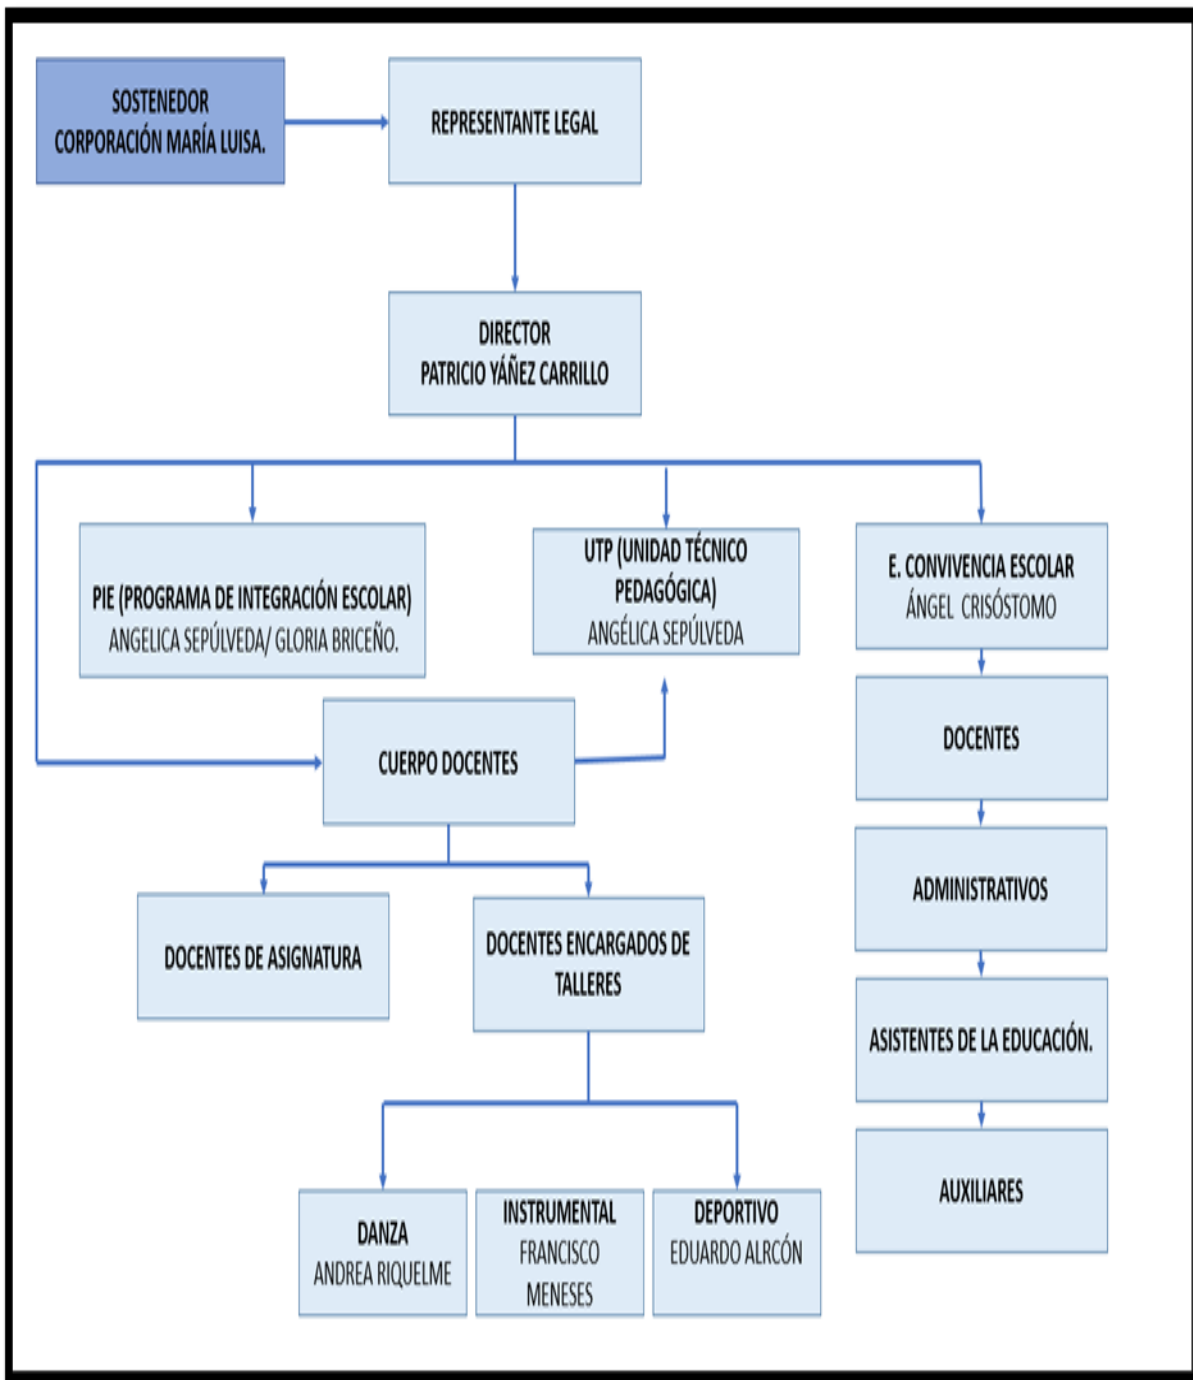 SOSTENEDOR
CORPORACIÓN MARÍA LUISA.
REPRESENTANTE LEGAL
DIRECTOR
PATRICIO YÁÑEZ CARRILLO
PIE (PROGRAMA DE INTEGRACIÓN ESCOLAR)
ANGELICA SEPÚLVEDA/ GLORIA BRICEÑO.
UTP (UNIDAD TÉCNICO
PEDAGÓGICA)
ANGÉLICA SEPÚLVEDA
E. CONVIVENCIA ESCOLAR
ÁNGEL CRISÓSTOMO
CUERPO DOCENTES
DOCENTES
ADMINISTRATIVOS
DOCENTES DE ASIGNATURA
DOCENTES ENCARGADOS DE
TALLERES
ASISTENTES DE LA EDUCACIÓN.
AUXILIARES
DANZA
ANDREA RIQUELME
INSTRUMENTAL
FRANCISCO
MENESES
DEPORTIVO
EDUARDO ALRCÓN